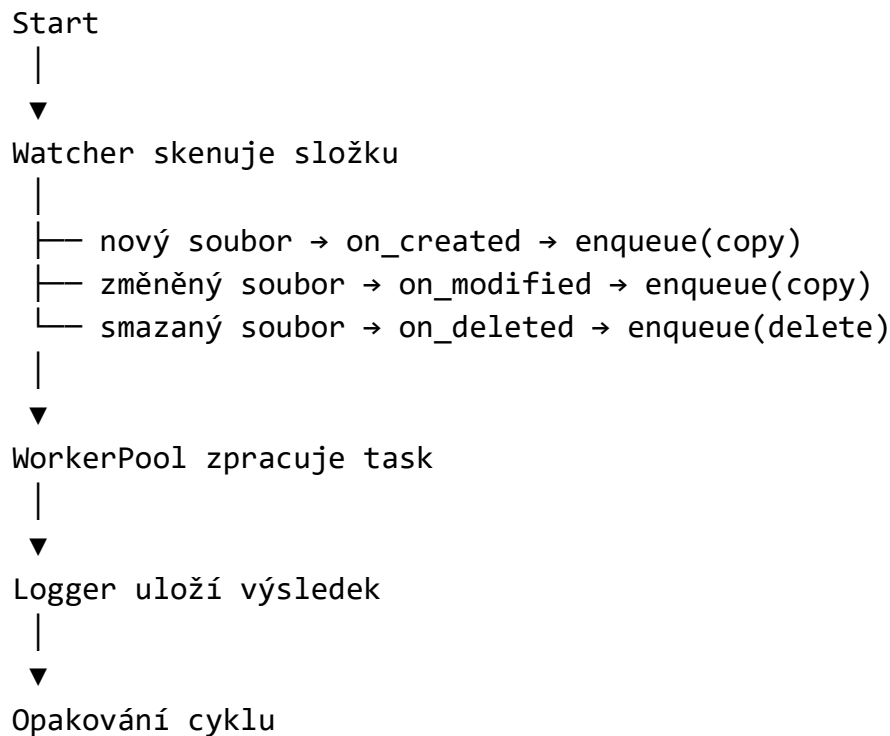 Start
│
▼
Watcher skenuje složku
│
├── nový soubor → on_created → enqueue(copy)
├── změněný soubor → on_modified → enqueue(copy)
└── smazaný soubor → on_deleted → enqueue(delete)
│
▼
WorkerPool zpracuje task
│
▼
Logger uloží výsledek
│
▼
Opakování cyklu